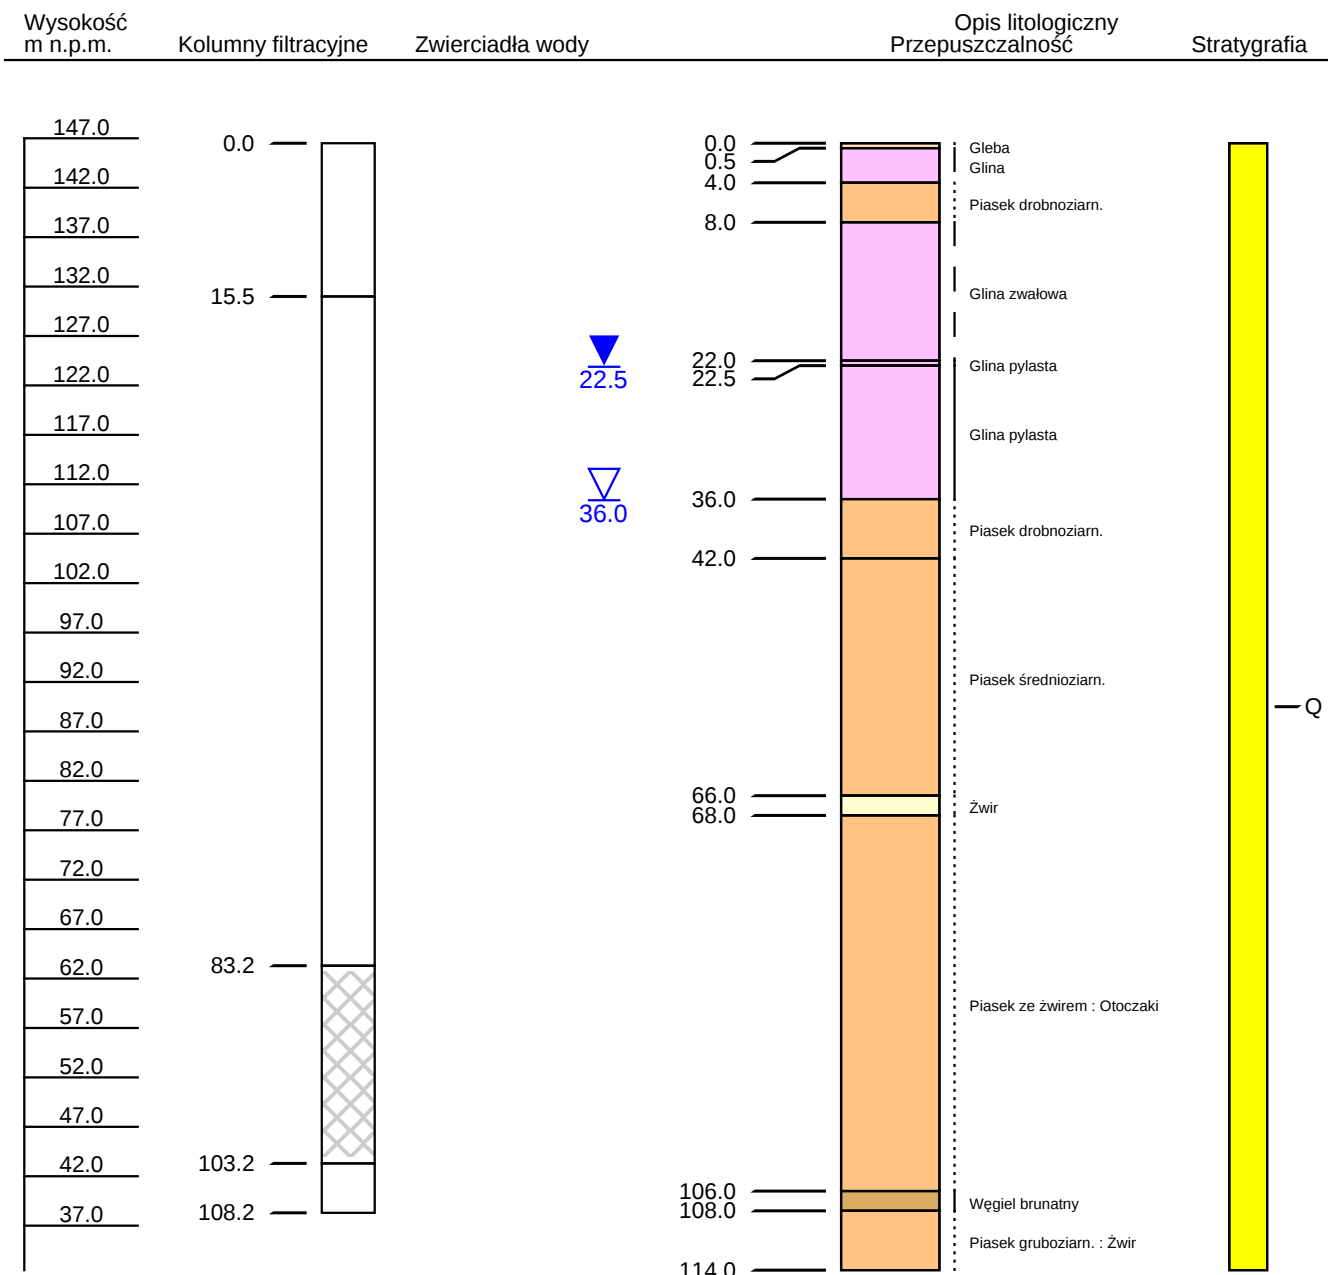 Wysokość
m n.p.m.
Kolumny filtracyjne
Zwierciadła wody
Opis litologiczny
Przepuszczalność
Stratygrafia
147.0
142.0
137.0
132.0
127.0
122.0
117.0
112.0
107.0
102.0
97.0
92.0
87.0
82.0
77.0
72.0
67.0
62.0
57.0
52.0
47.0
42.0
37.0
0.0
15.5
83.2
103.2
108.2
22.5
36.0
0.0
0.5
4.0
8.0
22.0
22.5
36.0
42.0
66.0
68.0
106.0
108.0
114.0
Gleba
Glina
Piasek drobnoziarn.
Glina zwałowa
Glina pylasta
Glina pylasta
Piasek drobnoziarn.
Piasek średnioziarn.
Żwir
Piasek ze żwirem : Otoczaki
Węgiel brunatny
Piasek gruboziarn. : Żwir
Q